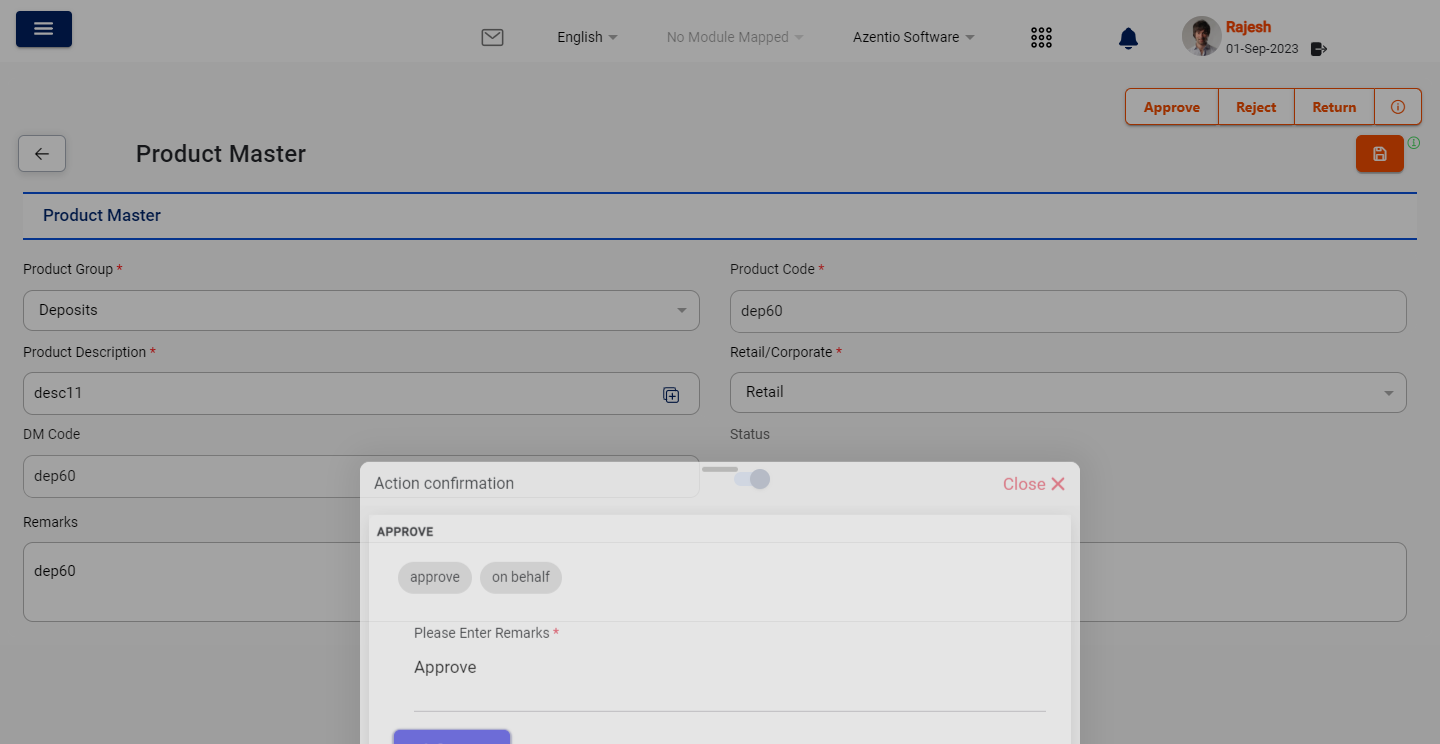 English
No Module Mapped
Azentio Software
Rajesh
01-Sep-2023
Approve
Reject
Return
Product Master
Product Master
Product Group *
Product Code *
Deposits
dep60
Product Description *
Retail/Corporate *
desc11
Retail
DM Code
Status
dep60
Action confirmation
Close
Remarks
APPROVE
dep60
approve
on behalf
Please Enter Remarks *
Approve